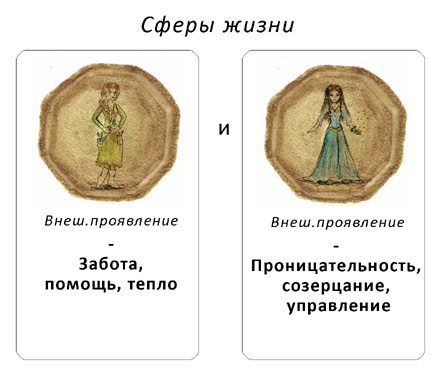 Сферы жизни
и
Внеш.проявление
-
Забота,
помощь, тепло
Внеш.проявление
-
Проницательность,
созерцание,
управление